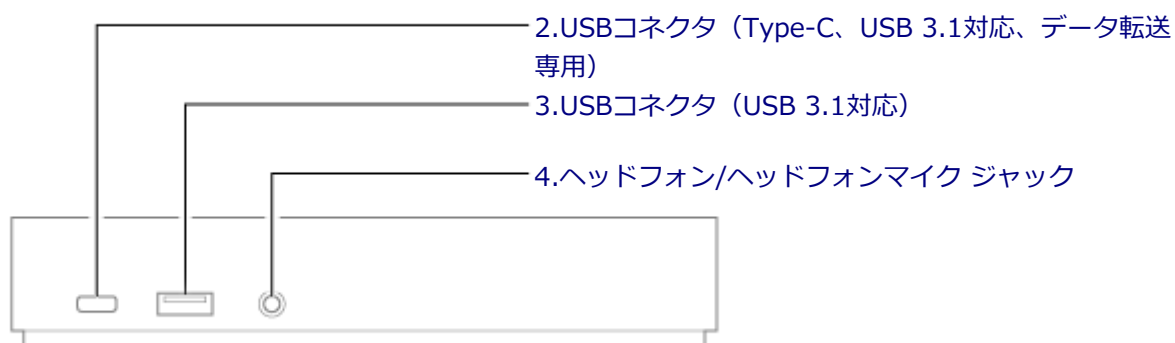 2.USBコネクタ（Type-C、USB 3.1対応、データ転送
専用）
3.USBコネクタ（USB 3.1対応）
4.ヘッドフォン/ヘッドフォンマイク ジャック